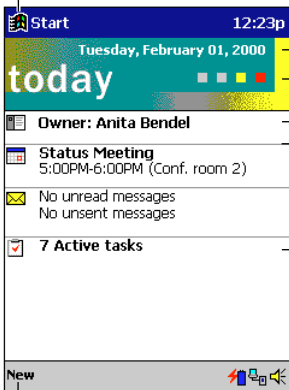 Start 12:23p
Tuesday, February 01, 2000
today
Owner: Anita Bendel
Status Meeting
5:00PM-6:00PM (Conf. room 2)
No unread messages
No unsent messages
7 Active tasks
New